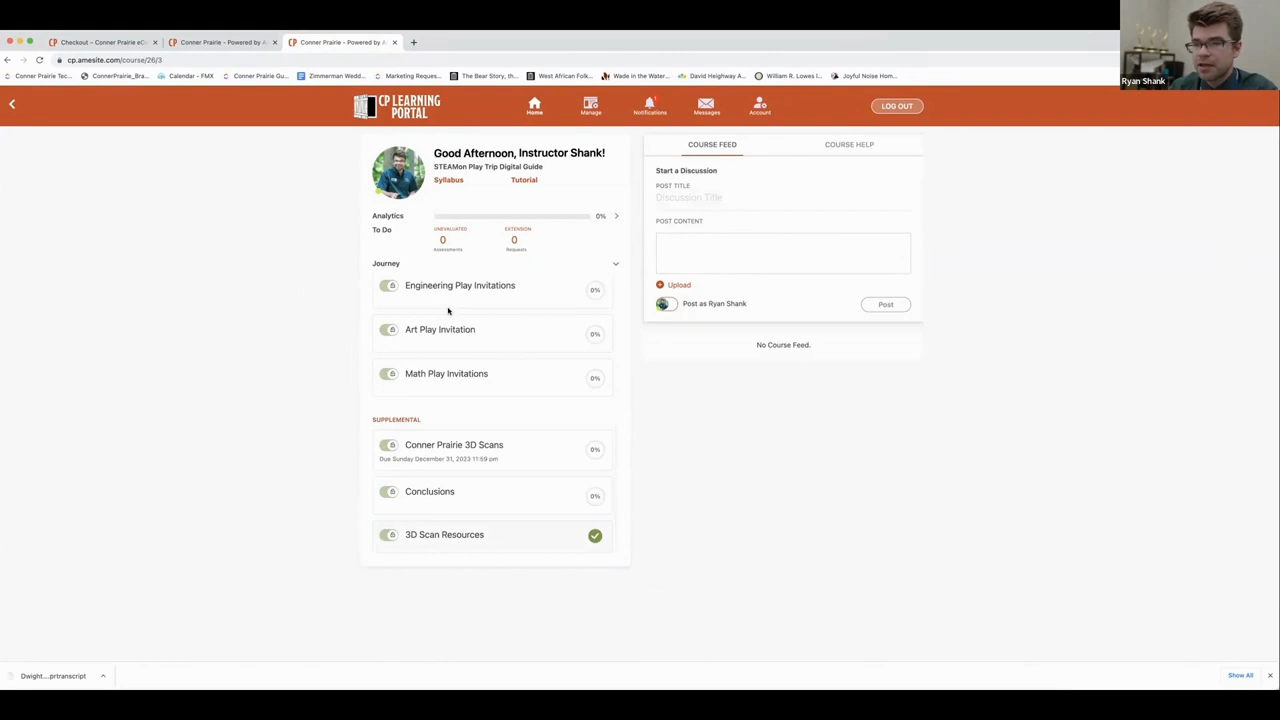 Checkout – Conner Prairie eC
Conner Prairie - Powered by A
Conner Prairie - Powered by A
cp.amesite.com/course/26/3
Conner Prairie Tec...
ConnerPrairie_Bra...
Calendar - FMX
Conner Prairie Gu...
Zimmerman Wedd...
Marketing Reques...
The Bear Story, th...
West African Folk...
Wade in the Water...
David Heighway A...
William R. Lowes I...
Joyful Noise Hom...
Ryan Shank
CP LEARNING
PORTAL
Home
Manage
Notifications
Messages
Account
LOG OUT
Good Afternoon, Instructor Shank!
STEAMon Play Trip Digital Guide
Syllabus
Tutorial
Analytics
0%
To Do
UNEVALUATED
0
Assessments
EXTENSION
0
Requests
Journey
Engineering Play Invitations
0%
Art Play Invitation
0%
Math Play Invitations
0%
SUPPLEMENTAL
Conner Prairie 3D Scans
Due Sunday December 31, 2023 11:59 pm
0%
Conclusions
0%
3D Scan Resources
COURSE FEED
COURSE HELP
Start a Discussion
POST TITLE
Discussion Title
POST CONTENT
Upload
Post as Ryan Shank
Post
No Course Feed.
Dwight....prtranscript
Show All